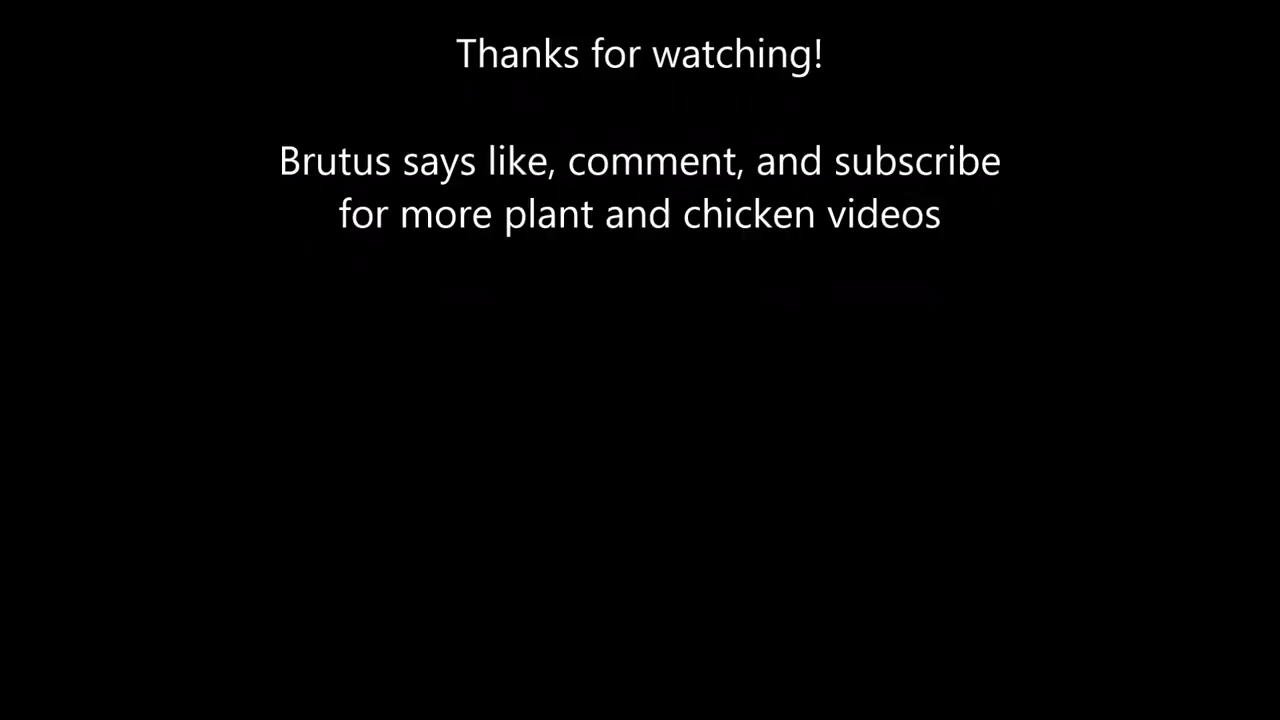 Thanks for watching!
Brutus says like, comment, and subscribe
for more plant and chicken videos